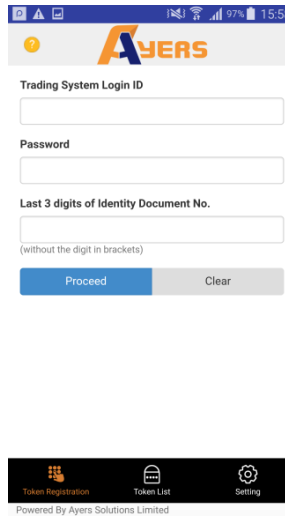 97% 15:5
? AYERS
Trading System Login ID
Password
Last 3 digits of Identity Document No.
(without the digit in brackets)
Proceed Clear
Token Registration Token List Setting
Powered By Ayers Solutions Limited